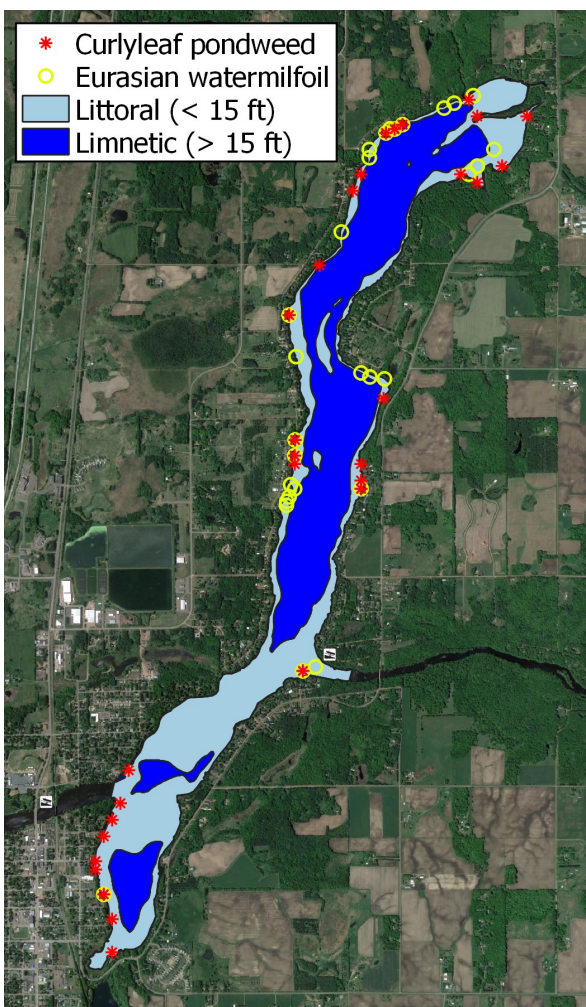 Curlyleaf pondweed
Eurasian watermilfoil
Littoral (< 15 ft)
Limnetic (> 15 ft)